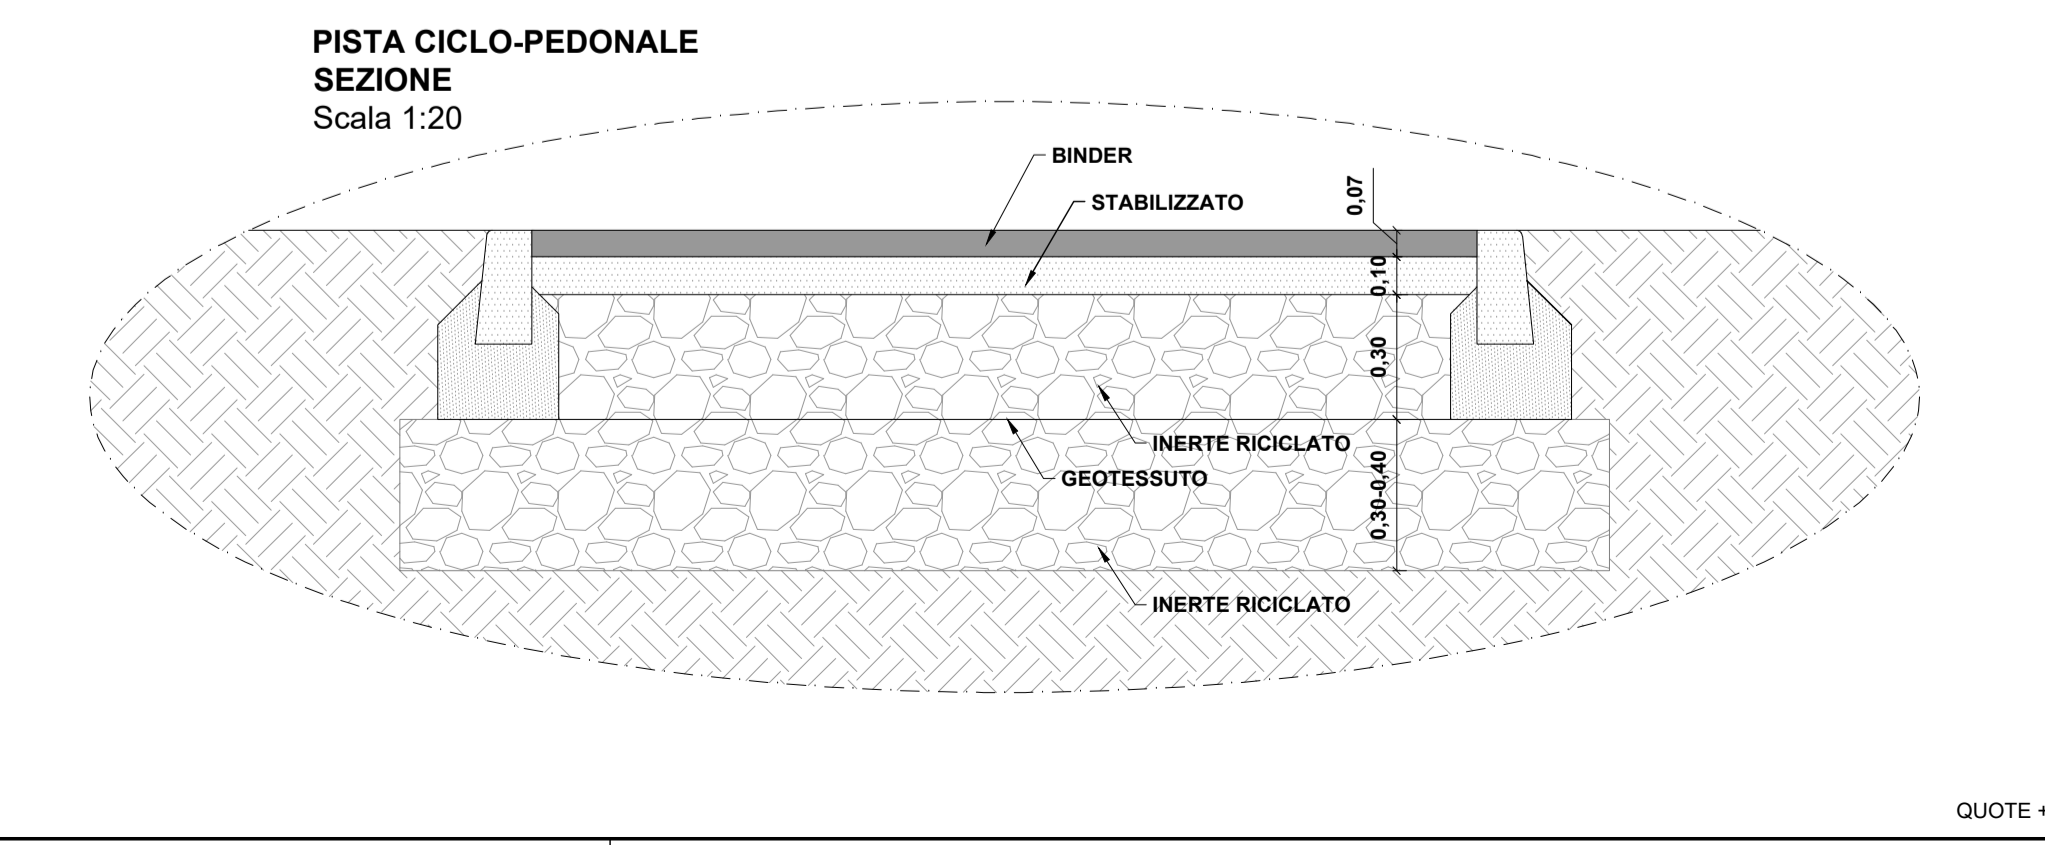 PISTA CICLO-PEDONALE
SEZIONE
Scala 1:20
BINDER
STABILIZZATO
0,07
0,10
0,30
INERTE RICICLATO
GEOTESSUTO
0,30-0,40
INERTE RICICLATO
QUOTE +